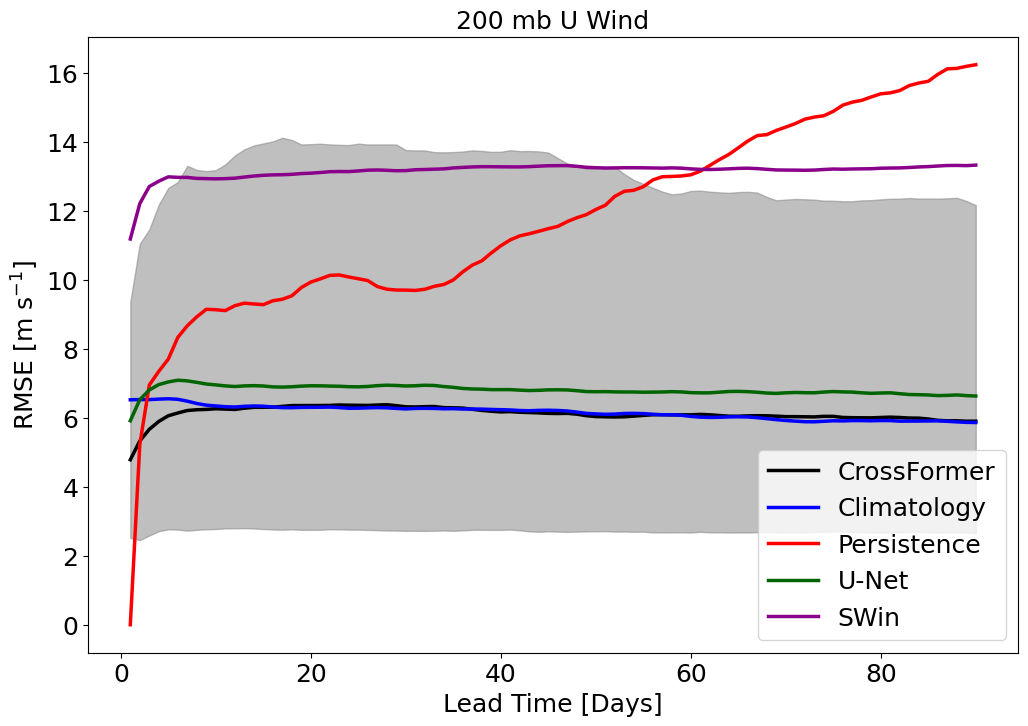 200 mb U Wind
RMSE [m s⁻¹]
16
14
12
10
8
6
4
2
0
0 20 40 60 80
Lead Time [Days]
CrossFormer
Climatology
Persistence
U-Net
SWin